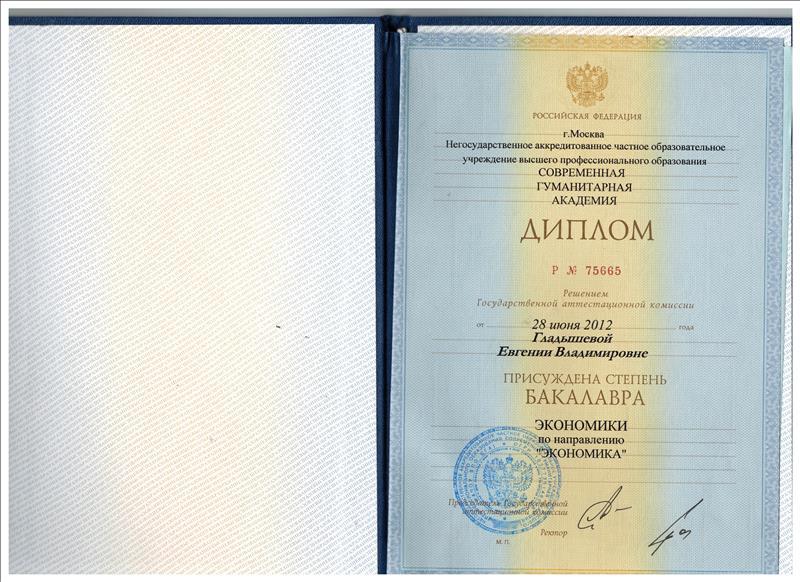 РОССИЙСКАЯ ФЕДЕРАЦИЯ
г.Москва
Негосударственное аккредитованное частное образовательное
учреждение высшего профессионального образования
СОВРЕМЕННАЯ
ГУМАНИТАРНАЯ
АКАДЕМИЯ
ДИПЛОМ
Р № 75665
Решением
Государственной аттестационной комиссии
от 28 июня 2012 года
Гладышевой
Евгении Владимировне
ПРИСУЖДЕНА СТЕПЕНЬ
БАКАЛАВРА
ЭКОНОМИКИ
по направлению
"ЭКОНОМИКА"
Председатель Государственной
аттестационной комиссии
Ректор
М.П.